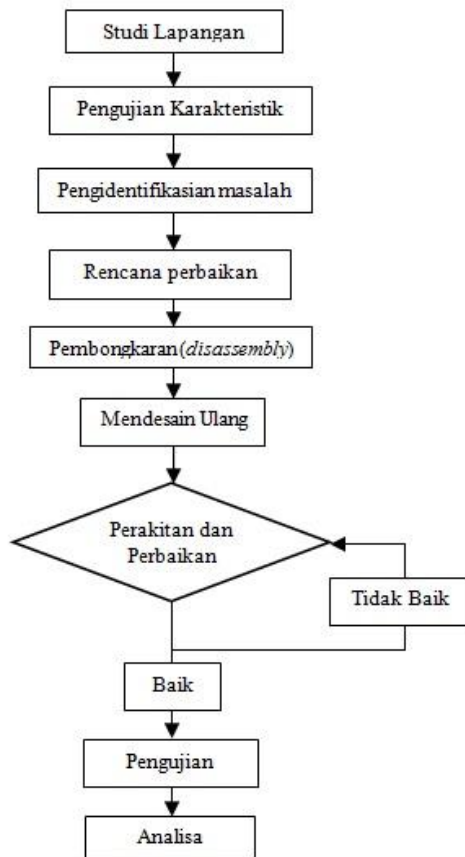 Studi Lapangan
Pengujian Karakteristik
Pengidentifikasian masalah
Rencana perbaikan
Pembongkaran(disassembly)
Mendesain Ulang
Perakitan dan
Perbaikan
Tidak Baik
Baik
Pengujian
Analisa